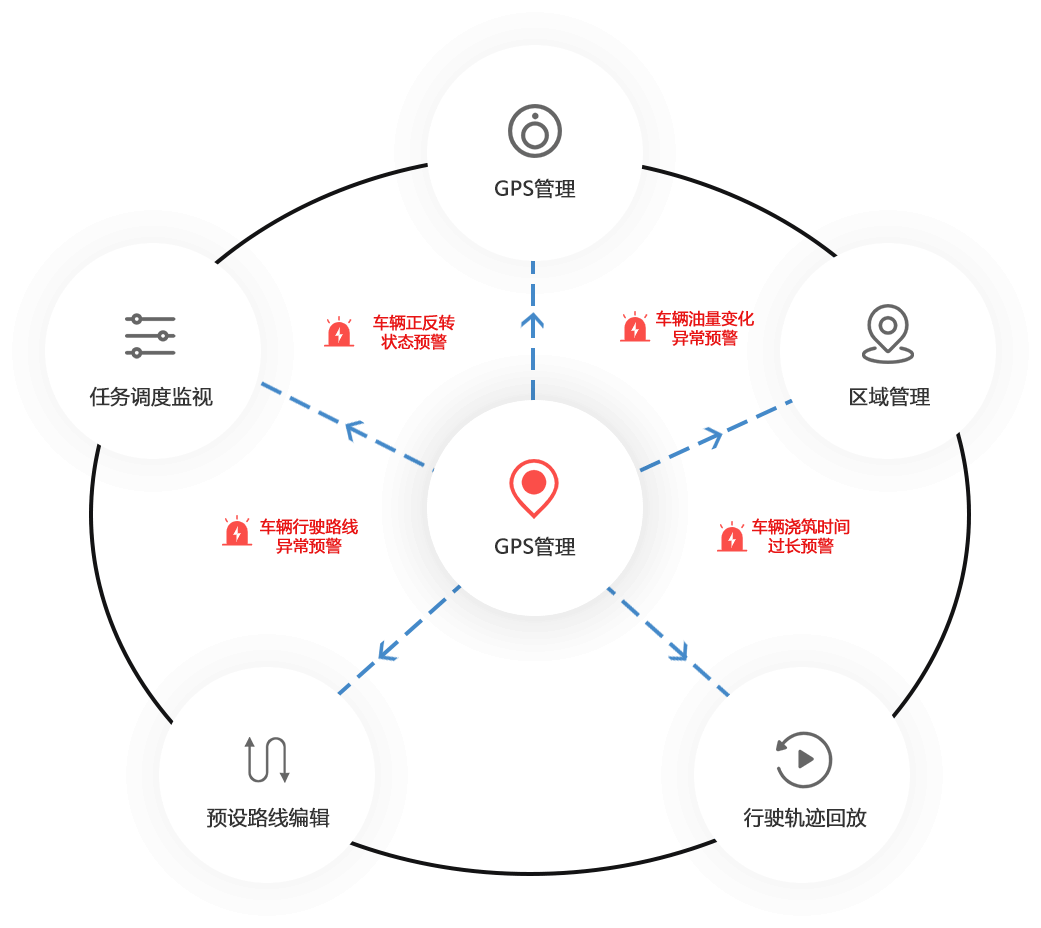 GPS管理
车辆正反转
状态预警
车辆油量变化
异常预警
任务调度监视
区域管理
车辆行驶路线
异常预警
GPS管理
车辆浇筑时间
过长预警
预设路线编辑
行驶轨迹回放